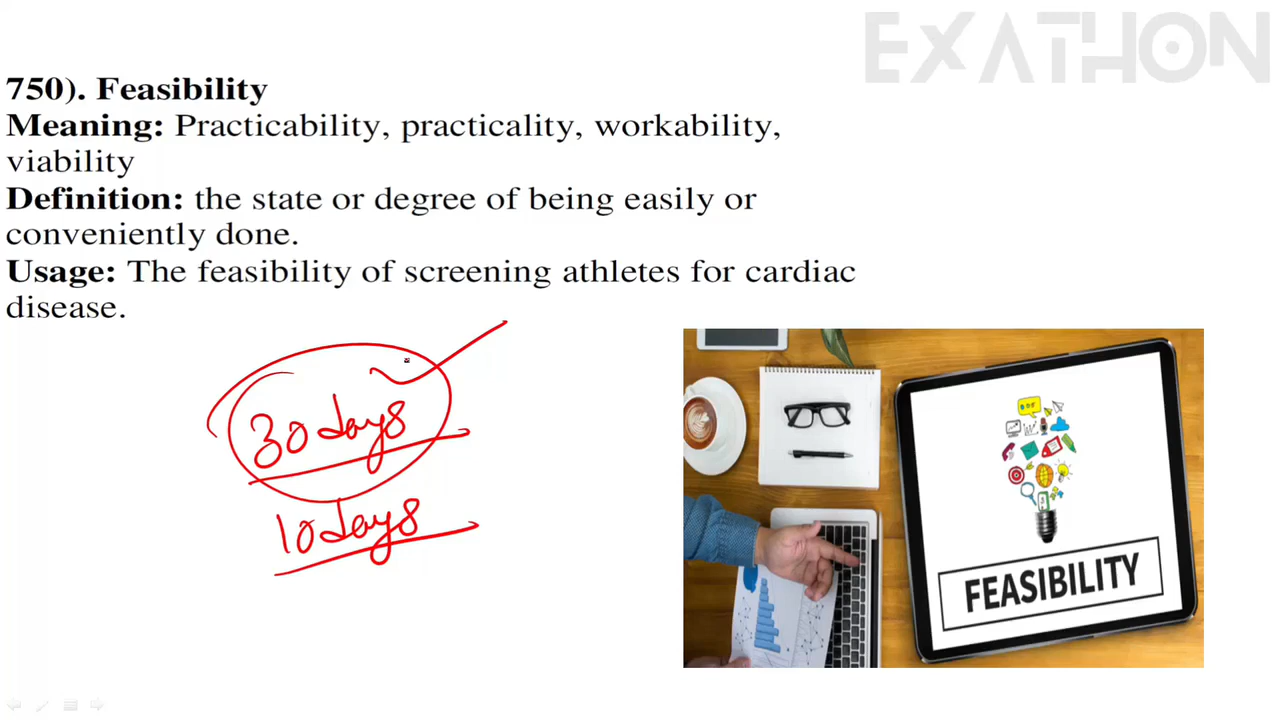 EXATHON
750). Feasibility
Meaning: Practicability, practicality, workability,
viability
Definition: the state or degree of being easily or
conveniently done.
Usage: The feasibility of screening athletes for cardiac
disease.
30 days
10 days
FEASIBILITY